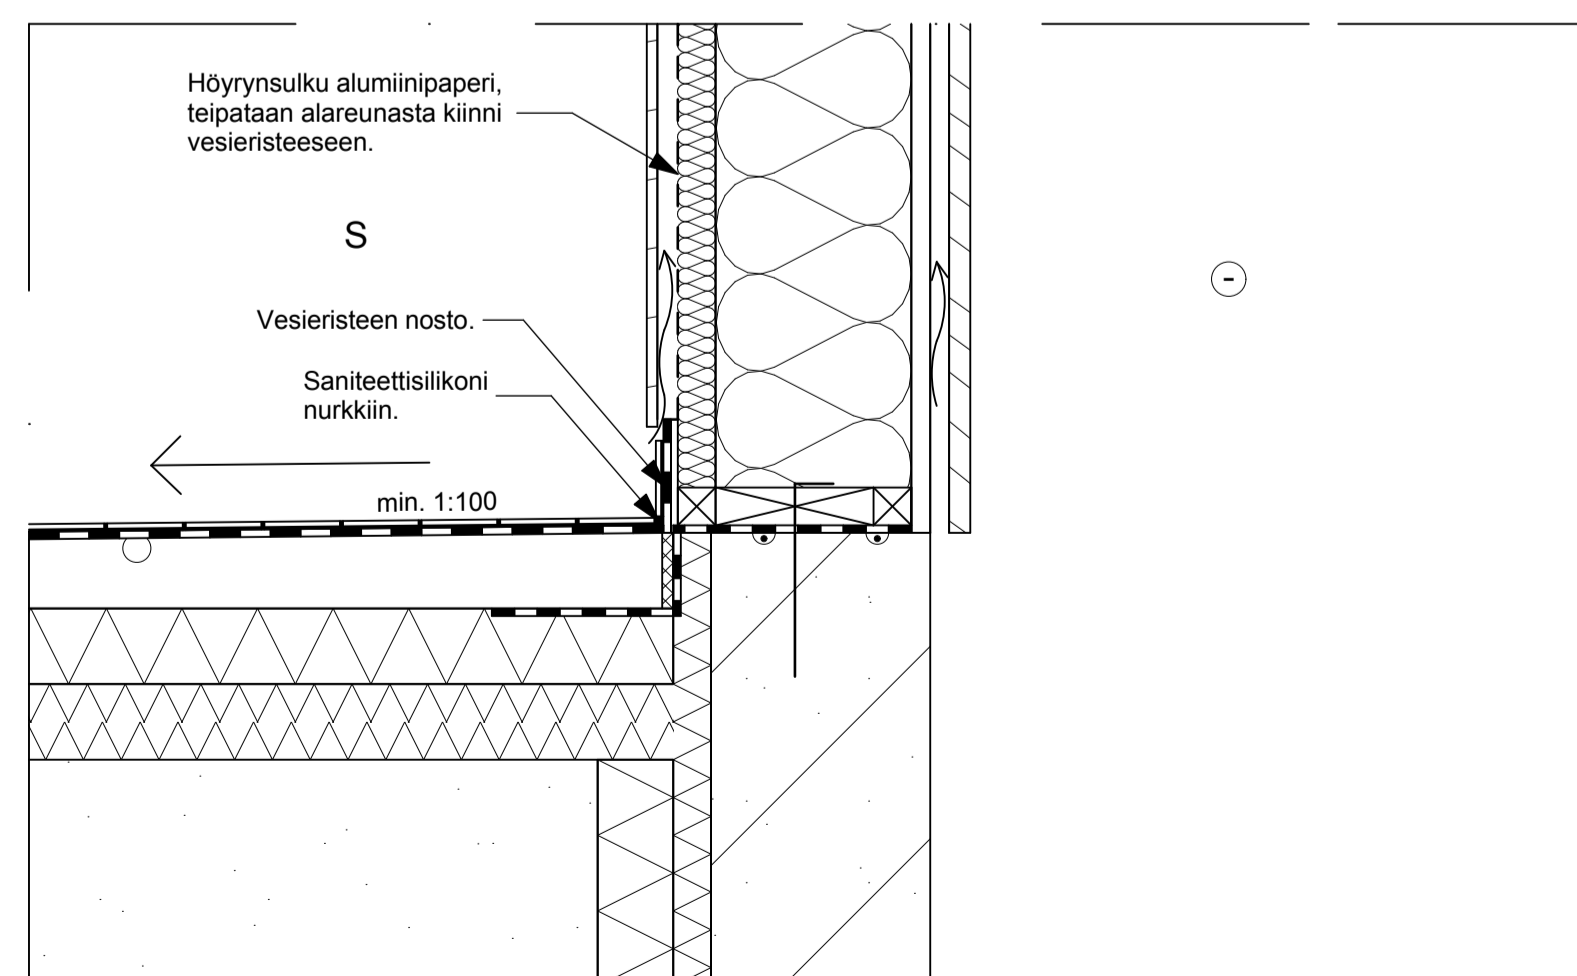 Höyrynsulku alumiinipaperi,
teipataan alareunasta kiinni
vesieristeeseen.
S
-
Vesieristeen nosto.
Saniteettisilikoni
nurkkiin.
min. 1:100